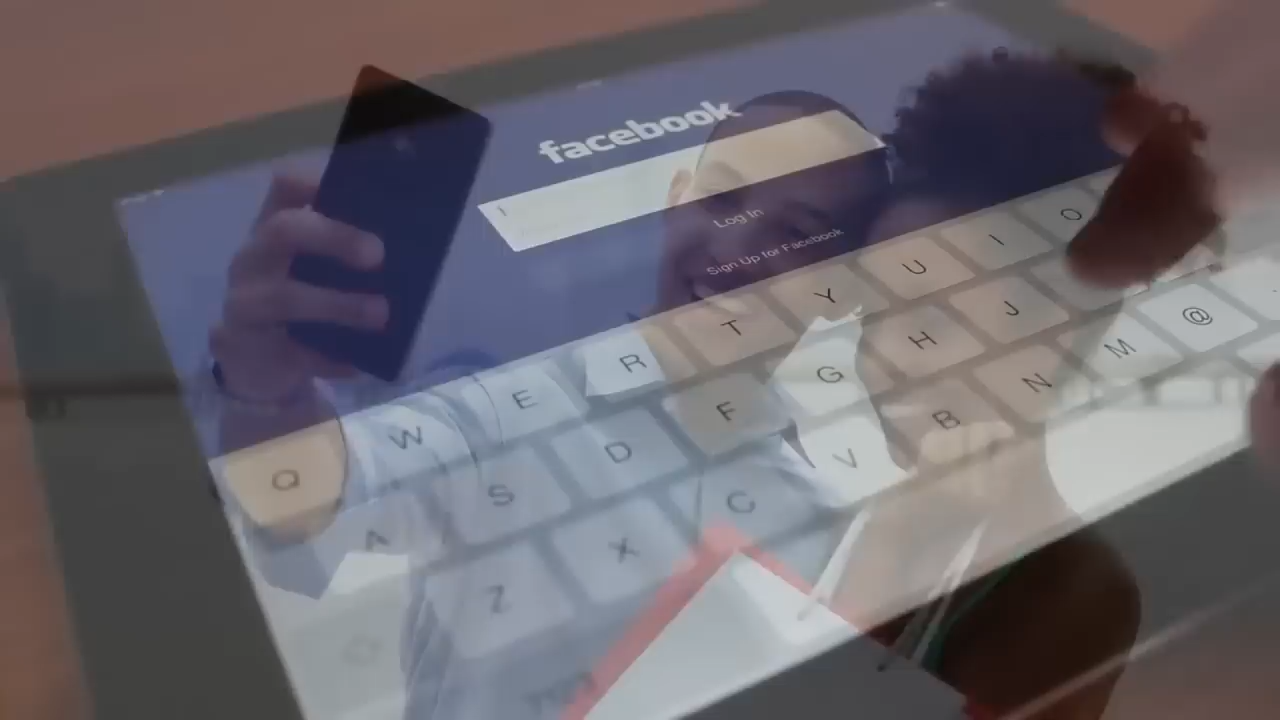 facebook
Log In
Sign Up for Facebook
Q W E R T Y U I O
A S D F G H J
Z X C V B N M @